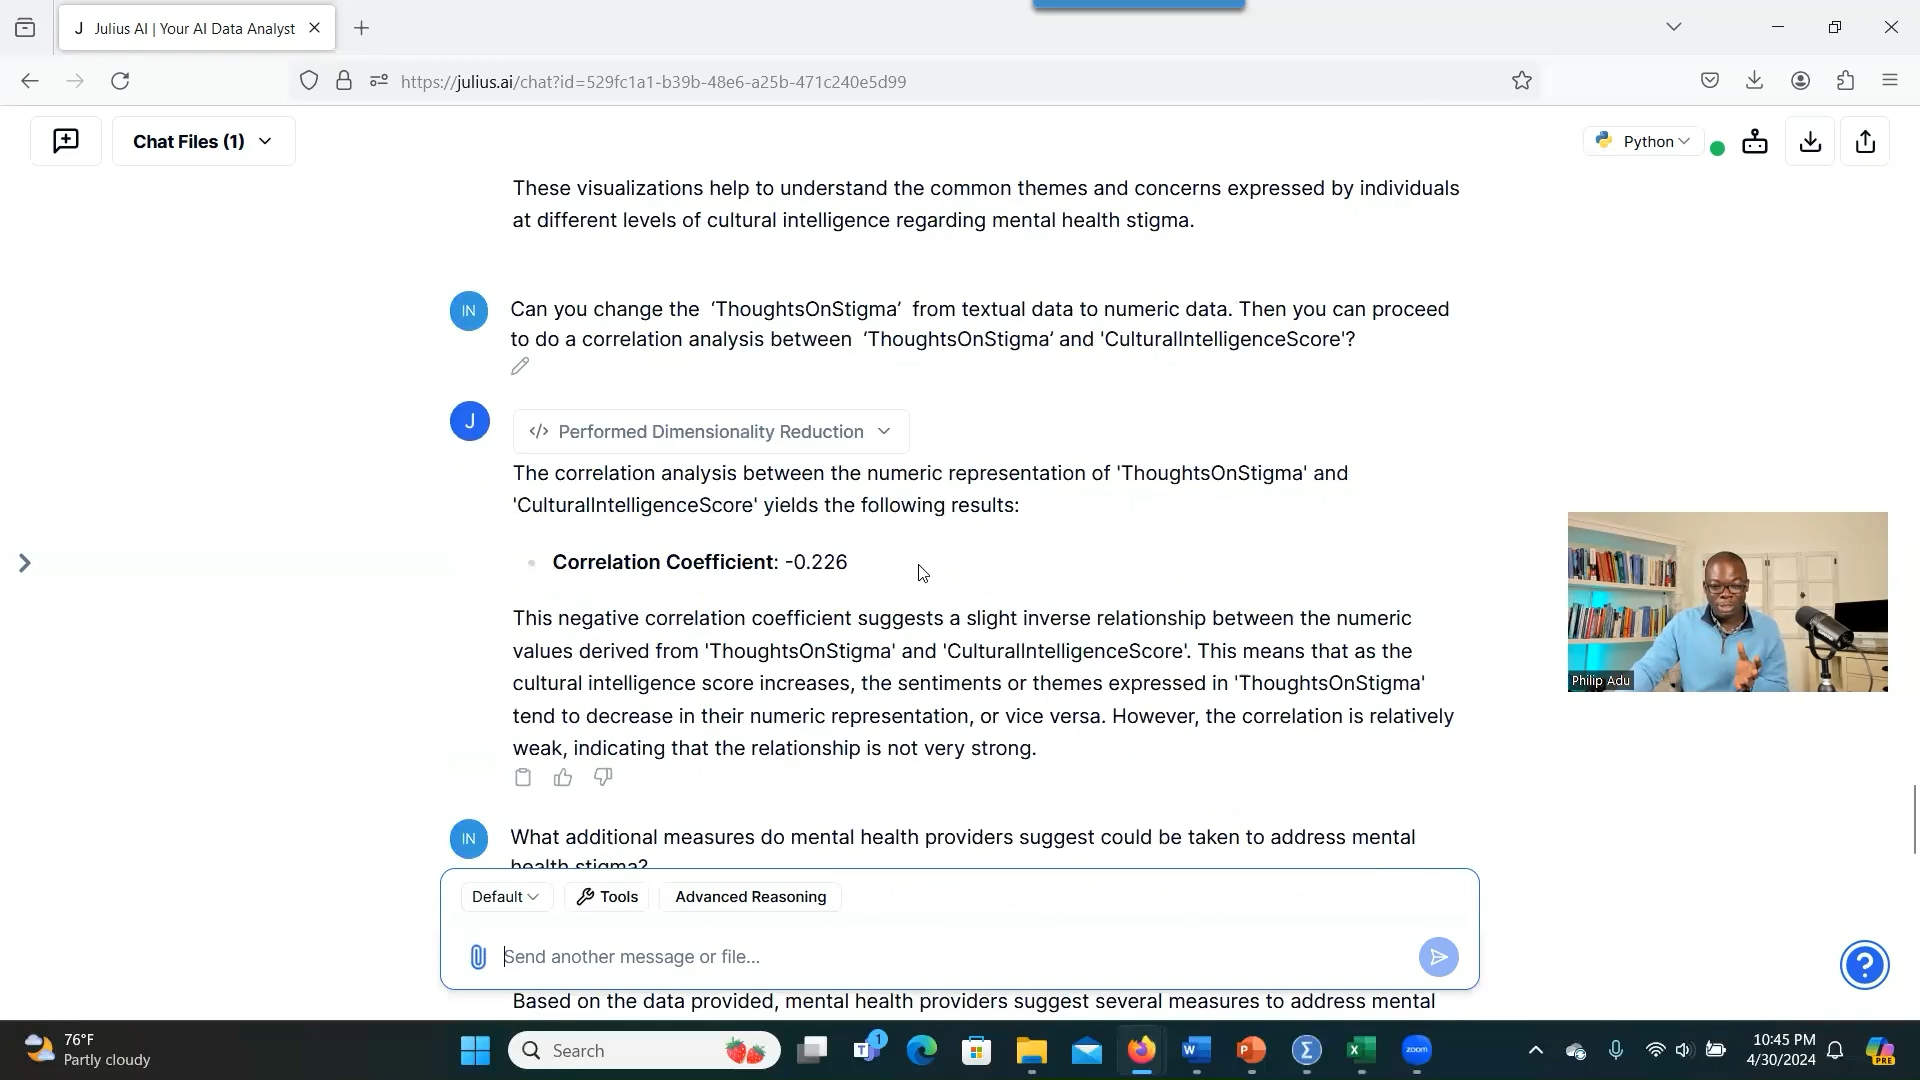 Julius AI | Your AI Data Analyst
https://julius.ai/chat?id=529fc1a1-b39b-48e6-a25b-471c240e5d99
Chat Files (1)
Python
These visualizations help to understand the common themes and concerns expressed by individuals
at different levels of cultural intelligence regarding mental health stigma.
IN
Can you change the ‘ThoughtsOnStigma’ from textual data to numeric data. Then you can proceed
to do a correlation analysis between ‘ThoughtsOnStigma’ and 'CulturalIntelligenceScore'?
J
</> Performed Dimensionality Reduction
The correlation analysis between the numeric representation of 'ThoughtsOnStigma' and
'CulturalIntelligenceScore' yields the following results:
Correlation Coefficient: -0.226
This negative correlation coefficient suggests a slight inverse relationship between the numeric
values derived from 'ThoughtsOnStigma' and 'CulturalIntelligenceScore'. This means that as the
cultural intelligence score increases, the sentiments or themes expressed in 'ThoughtsOnStigma'
tend to decrease in their numeric representation, or vice versa. However, the correlation is relatively
weak, indicating that the relationship is not very strong.
Philip Adu
IN
What additional measures do mental health providers suggest could be taken to address mental
health stigma?
Default
Tools
Advanced Reasoning
Send another message or file...
Based on the data provided, mental health providers suggest several measures to address mental
76°F
Partly cloudy
Search
1
zoom
10:45 PM
4/30/2024
PRE